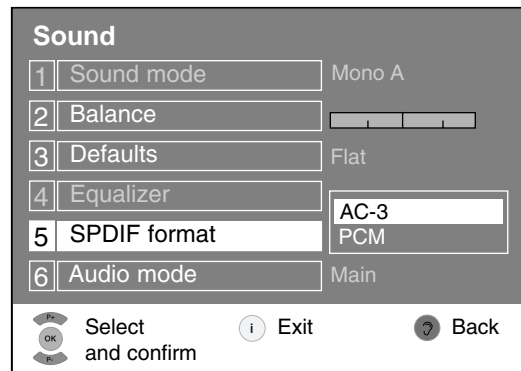 Sound
1 Sound mode Mono A
2 Balance
3 Defaults Flat
4 Equalizer
AC-3
5 SPDIF format PCM
6 Audio mode Main
P+
OK
P-
Select
and confirm
i Exit
Back